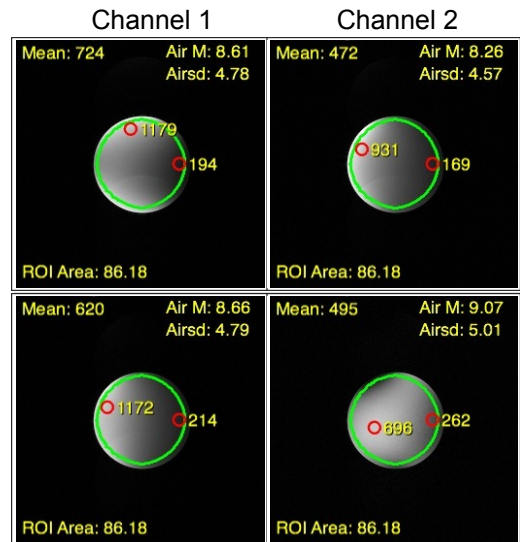 Channel 1 Channel 2
Mean: 724 Air M: 8.61
Airsd: 4.78
1179
194
ROI Area: 86.18
Mean: 472 Air M: 8.26
Airsd: 4.57
931
169
ROI Area: 86.18
Mean: 620 Air M: 8.66
Airsd: 4.79
1172
214
ROI Area: 86.18
Mean: 495 Air M: 9.07
Airsd: 5.01
696
262
ROI Area: 86.18